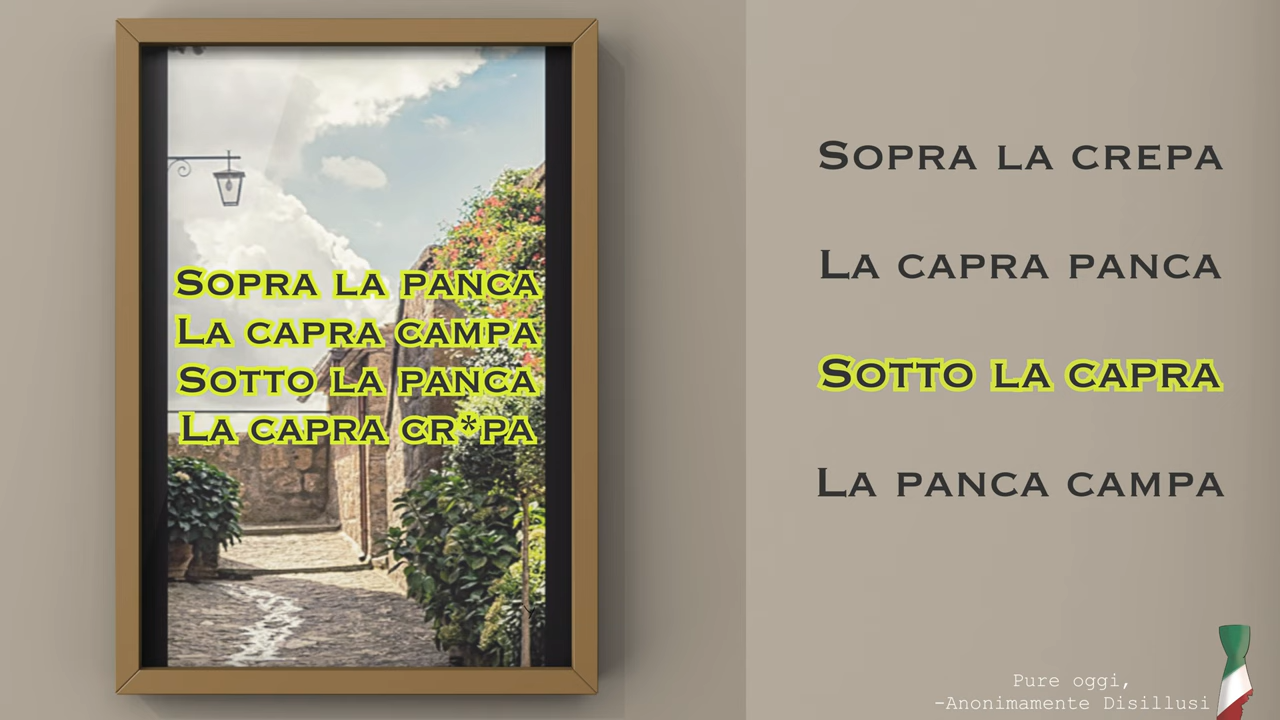 Sopra la panca
La capra campa
Sotto la panca
La capra cr*pa
Sopra la crepa
La capra panca
Sotto la capra
La panca campa
Pure oggi,
-Anonimamente Disillusi